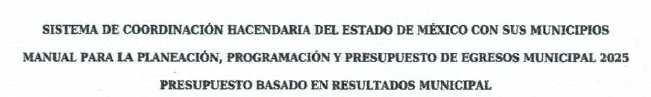 SISTEMA DE COORDINACIÓN HACENDARIA DEL ESTADO DE MÉXICO CON SUS MUNICIPIOS
MANUAL PARA LA PLANEACIÓN, PROGRAMACIÓN Y PRESUPUESTO DE EGRESOS MUNICIPAL 2025
PRESUPUESTO BASADO EN RESULTADOS MUNICIPAL